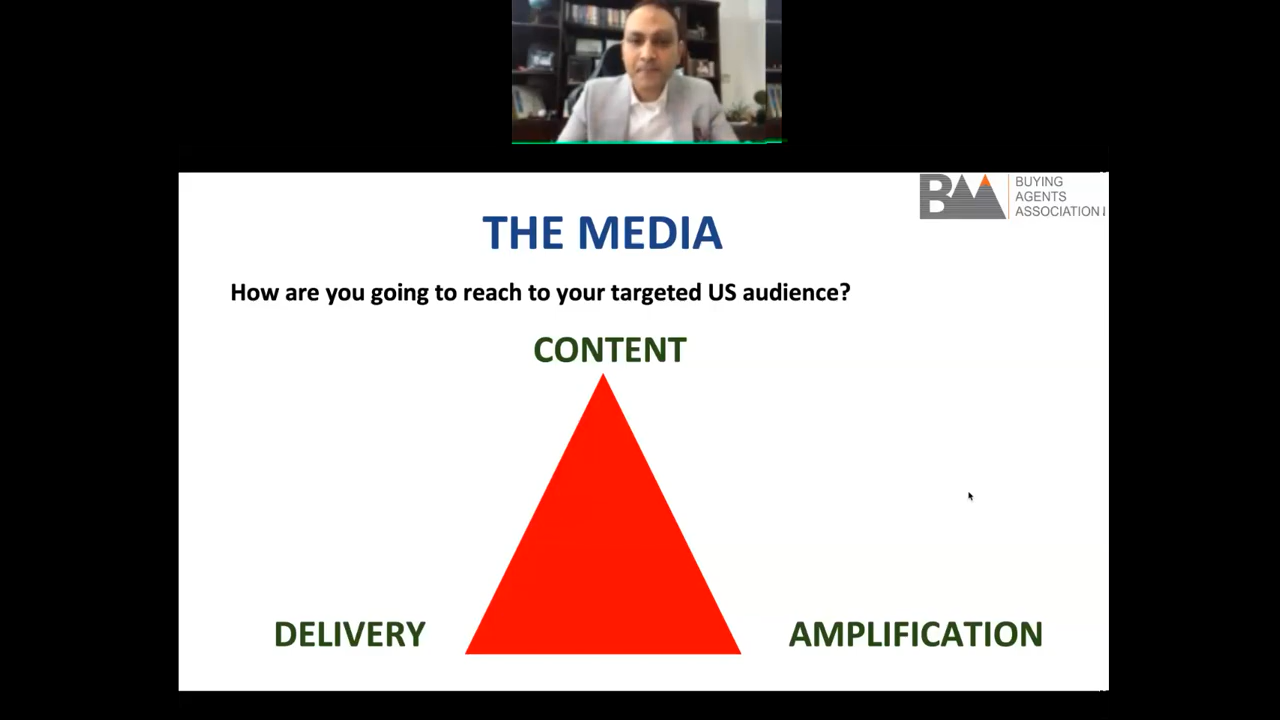 BAA
BUYING
AGENTS
ASSOCIATION
THE MEDIA
How are you going to reach to your targeted US audience?
CONTENT
DELIVERY
AMPLIFICATION